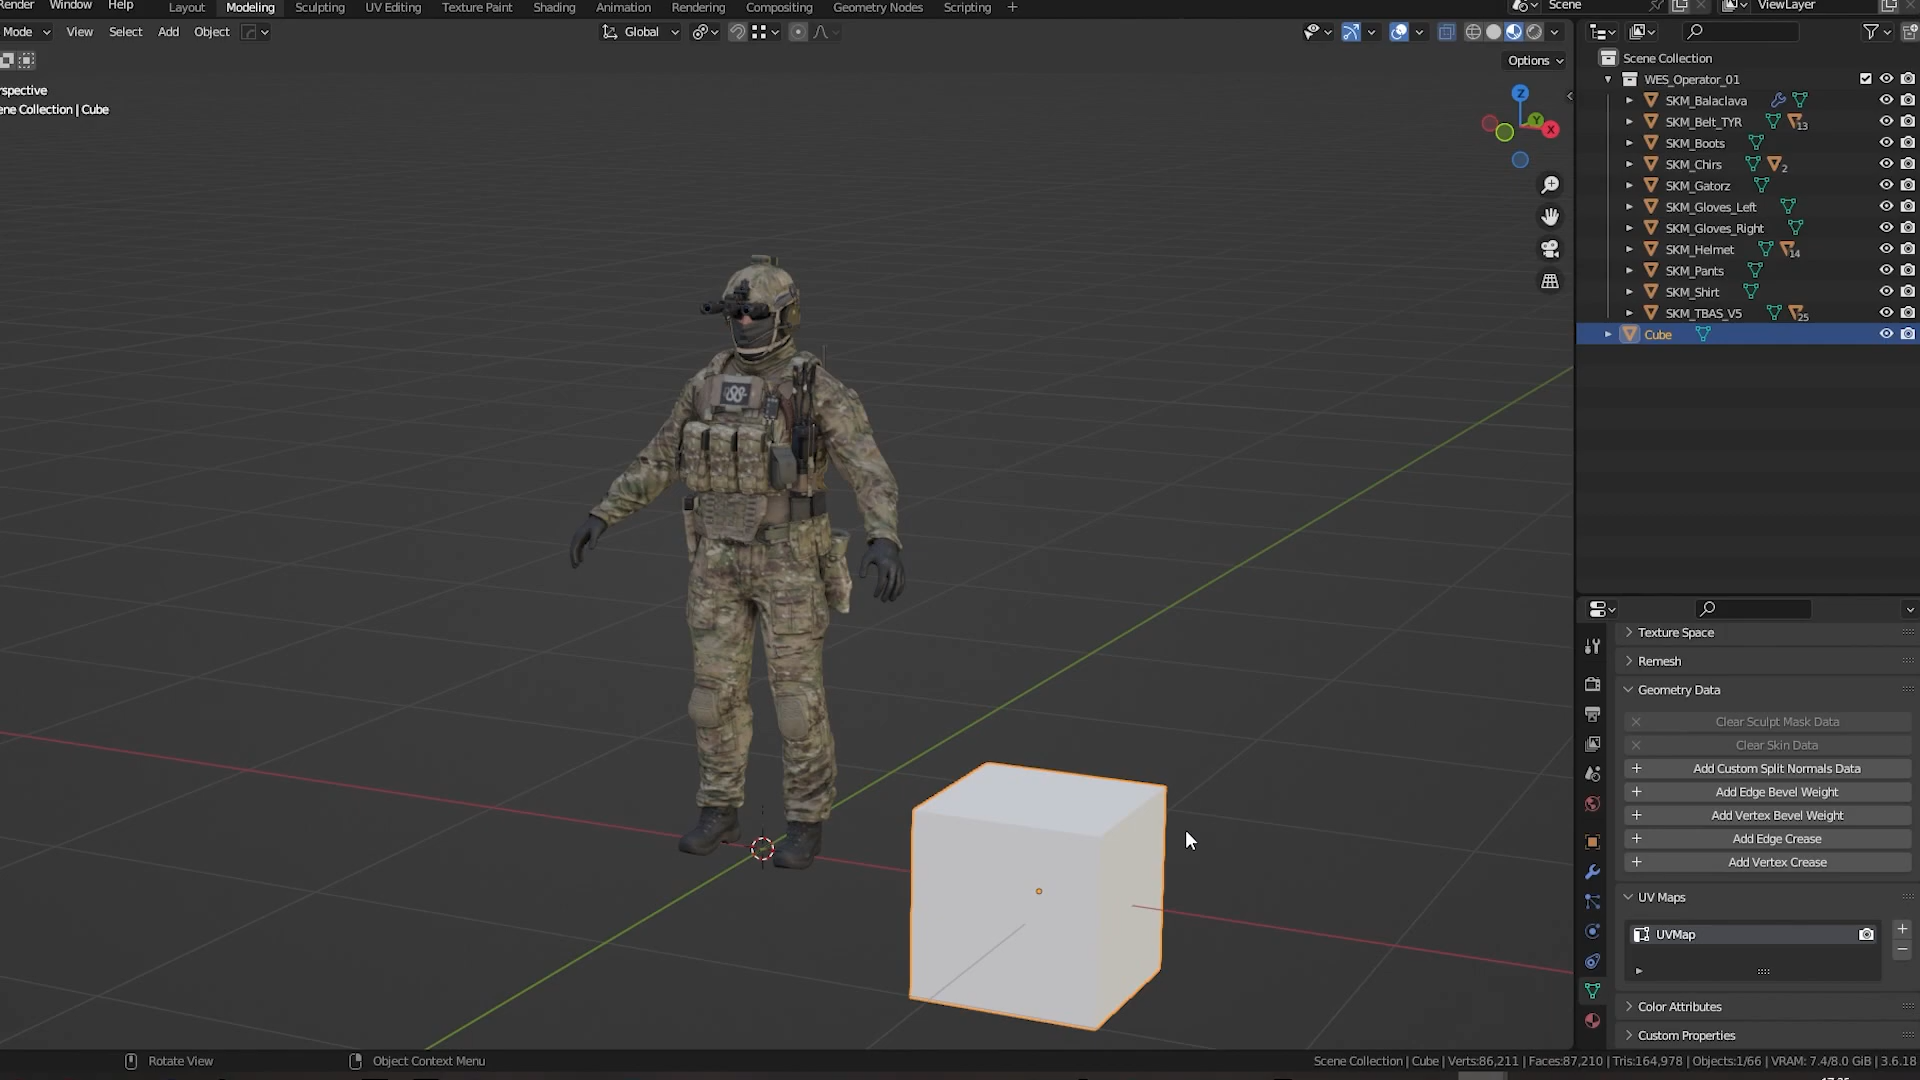 Render Window Help Layout Modeling Sculpting UV Editing Texture Paint Shading Animation Rendering Compositing Geometry Nodes Scripting + Scene ViewLayer
Mode View Select Add Object Global
Options
rspective
ene Collection | Cube
Z
Y
X
Scene Collection
WES_Operator_01
SKM_Balaclava
SKM_Belt_TYR 13
SKM_Boots
SKM_Chirs 2
SKM_Gatorz
SKM_Gloves_Left
SKM_Gloves_Right
SKM_Helmet 14
SKM_Pants
SKM_Shirt
SKM_TBAS_V5 25
Cube
Texture Space
Remesh
Geometry Data
Clear Sculpt Mask Data
Clear Skin Data
Add Custom Split Normals Data
Add Edge Bevel Weight
Add Vertex Bevel Weight
Add Edge Crease
Add Vertex Crease
UV Maps
UVMap
Color Attributes
Custom Properties
Rotate View Object Context Menu Scene Collection | Cube | Verts:86,211 | Faces:87,210 | Tris:164,978 | Objects:1/66 | VRAM: 7.4/8.0 GiB | 3.6.18